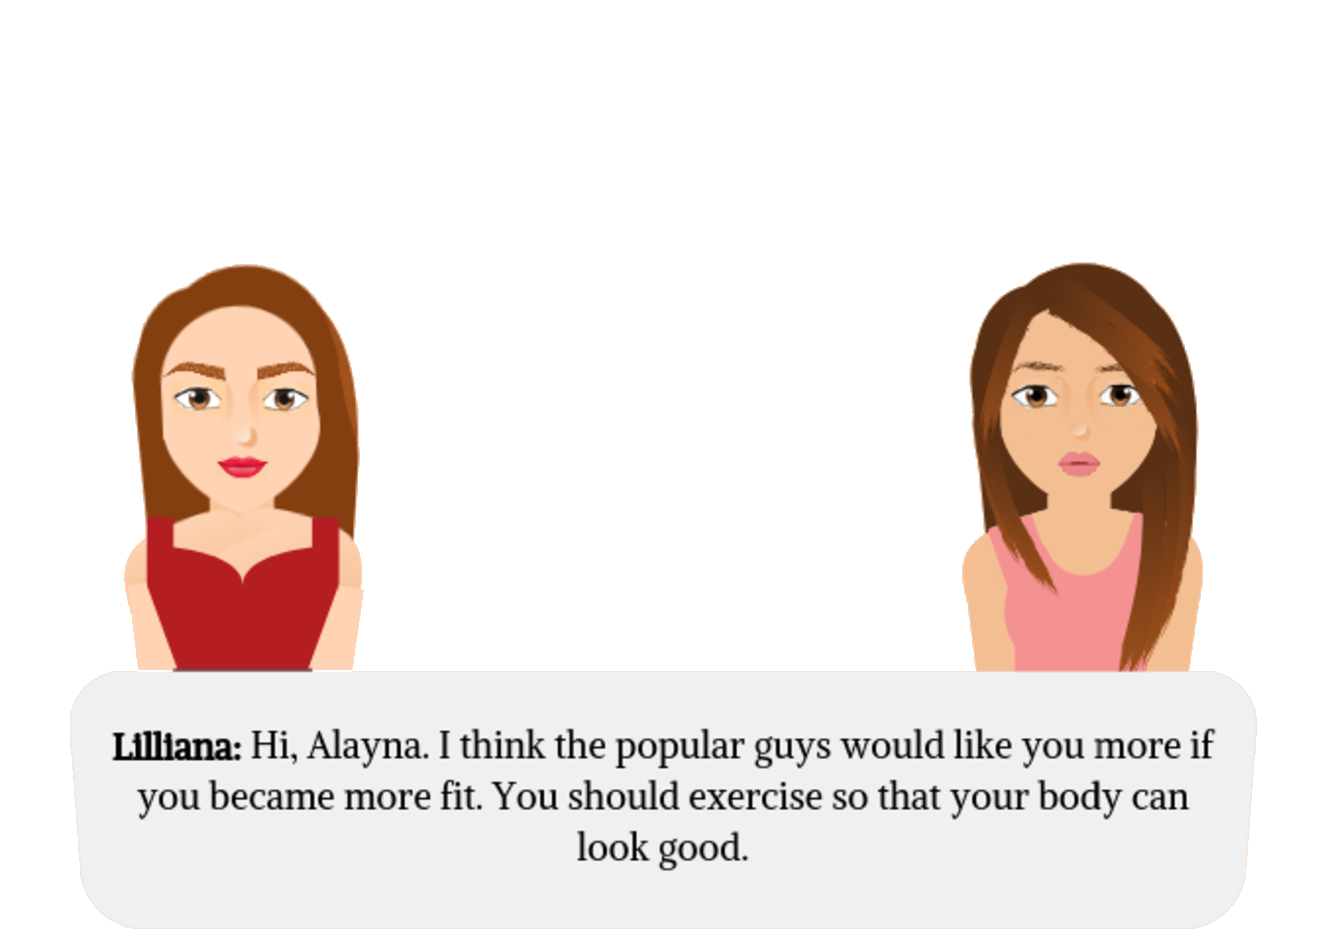 Lilliana: Hi, Alayna. I think the popular guys would like you more if
you became more fit. You should exercise so that your body can
look good.